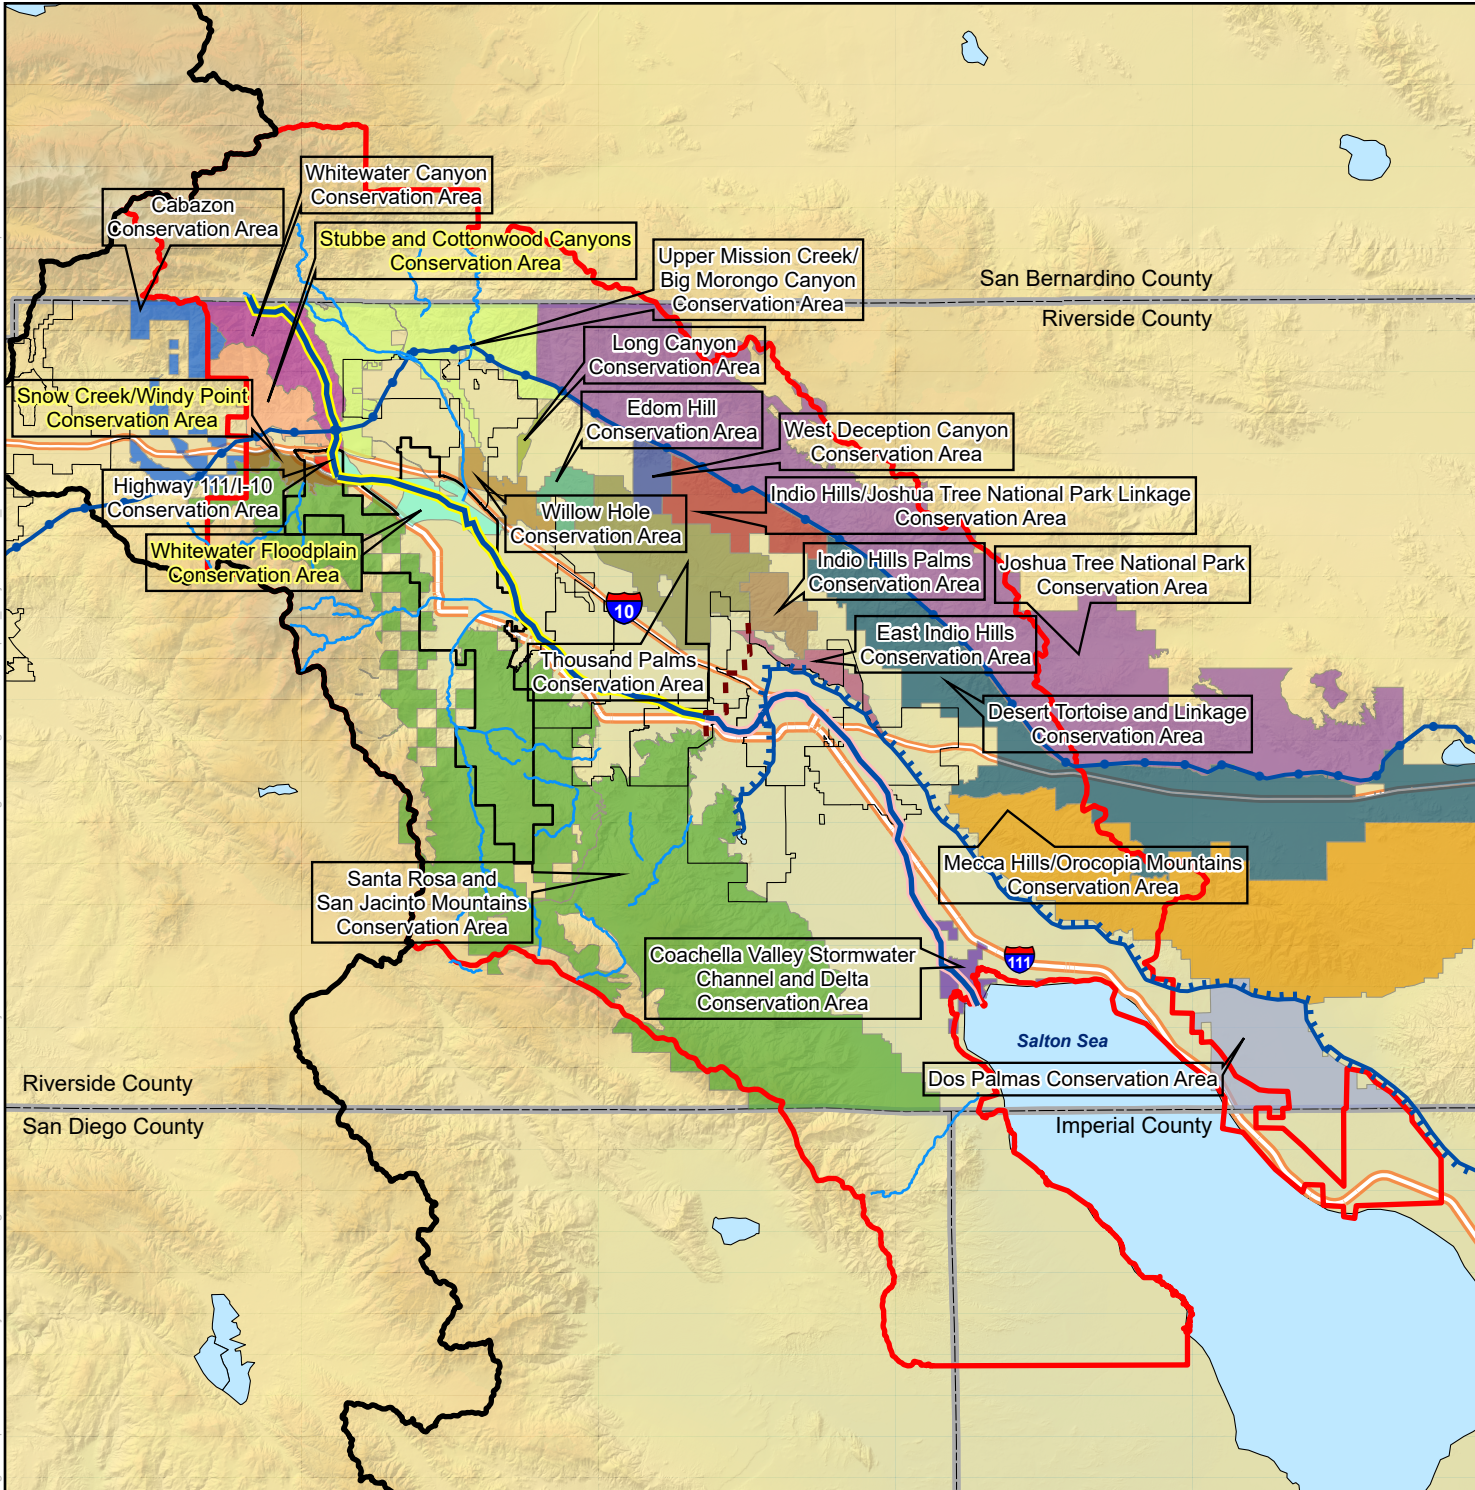 Whitewater Canyon
Conservation Area
Cabazon
Conservation Area
Stubbe and Cottonwood Canyons
Conservation Area
Upper Mission Creek/
Big Morongo Canyon
Conservation Area
San Bernardino County
Riverside County
Long Canyon
Conservation Area
Snow Creek/Windy Point
Conservation Area
Edom Hill
Conservation Area
West Deception Canyon
Conservation Area
Highway 111/I-10
Conservation Area
Willow Hole
Conservation Area
Indio Hills/Joshua Tree National Park Linkage
Conservation Area
Whitewater Floodplain
Conservation Area
Indio Hills Palms
Conservation Area
Joshua Tree National Park
Conservation Area
10
East Indio Hills
Conservation Area
Thousand Palms
Conservation Area
Desert Tortoise and Linkage
Conservation Area
Mecca Hills/Orocopia Mountains
Conservation Area
Santa Rosa and
San Jacinto Mountains
Conservation Area
Coachella Valley Stormwater
Channel and Delta
Conservation Area
111
Salton Sea
Dos Palmas Conservation Area
Riverside County
San Diego County
Imperial County